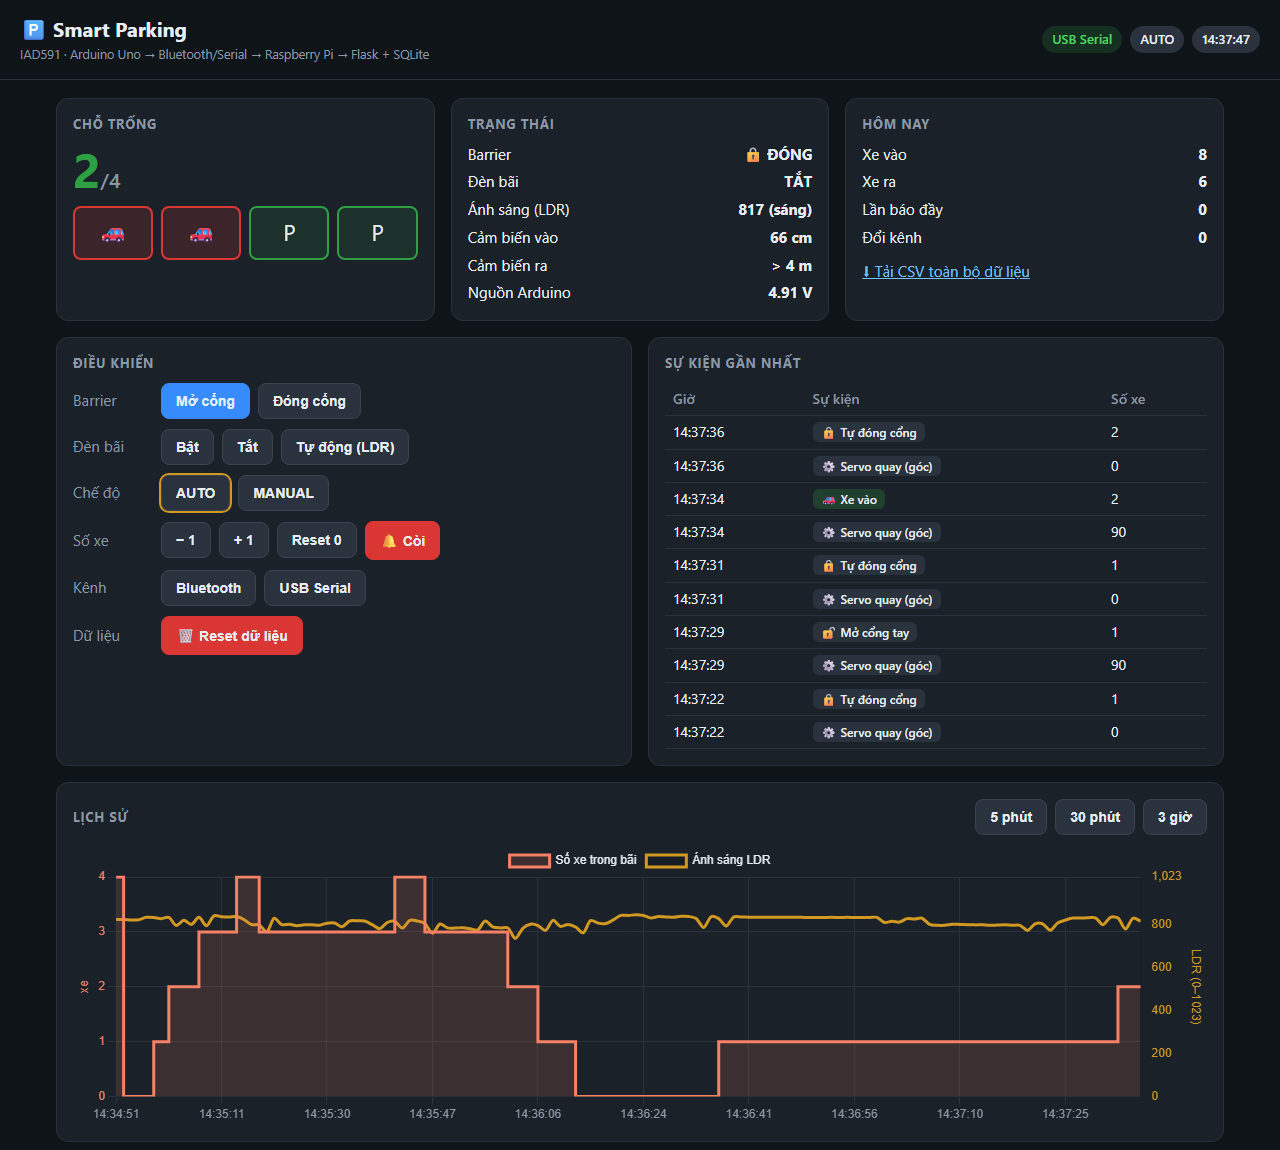 🅿 Smart Parking
IAD591 · Arduino Uno → Bluetooth/Serial → Raspberry Pi → Flask + SQLite
USB Serial AUTO 14:37:47
CHỖ TRỐNG
2/4
🚗 🚗 P P
TRẠNG THÁI
Barrier 🔒 ĐÓNG
Đèn bãi TẮT
Ánh sáng (LDR) 817 (sáng)
Cảm biến vào 66 cm
Cảm biến ra > 4 m
Nguồn Arduino 4.91 V
HÔM NAY
Xe vào 8
Xe ra 6
Lần báo đầy 0
Đổi kênh 0
⬇ Tải CSV toàn bộ dữ liệu
ĐIỀU KHIỂN
Barrier Mở cổng Đóng cổng
Đèn bãi Bật Tắt Tự động (LDR)
Chế độ AUTO MANUAL
Số xe − 1 + 1 Reset 0 🔔 Còi
Kênh Bluetooth USB Serial
Dữ liệu 🗑 Reset dữ liệu
SỰ KIỆN GẦN NHẤT
Giờ Sự kiện Số xe
14:37:36 🔒 Tự đóng cổng 2
14:37:36 ⚙ Servo quay (góc) 0
14:37:34 🚗 Xe vào 2
14:37:34 ⚙ Servo quay (góc) 90
14:37:31 🔒 Tự đóng cổng 1
14:37:31 ⚙ Servo quay (góc) 0
14:37:29 🔓 Mở cổng tay 1
14:37:29 ⚙ Servo quay (góc) 90
14:37:22 🔒 Tự đóng cổng 1
14:37:22 ⚙ Servo quay (góc) 0
LỊCH SỬ
5 phút 30 phút 3 giờ
Số xe trong bãi Ánh sáng LDR
4 1,023
3 800
600
xe 2 LDR (0–1023)
400
1
200
0 0
14:34:51 14:35:11 14:35:30 14:35:47 14:36:06 14:36:24 14:36:41 14:36:56 14:37:10 14:37:25